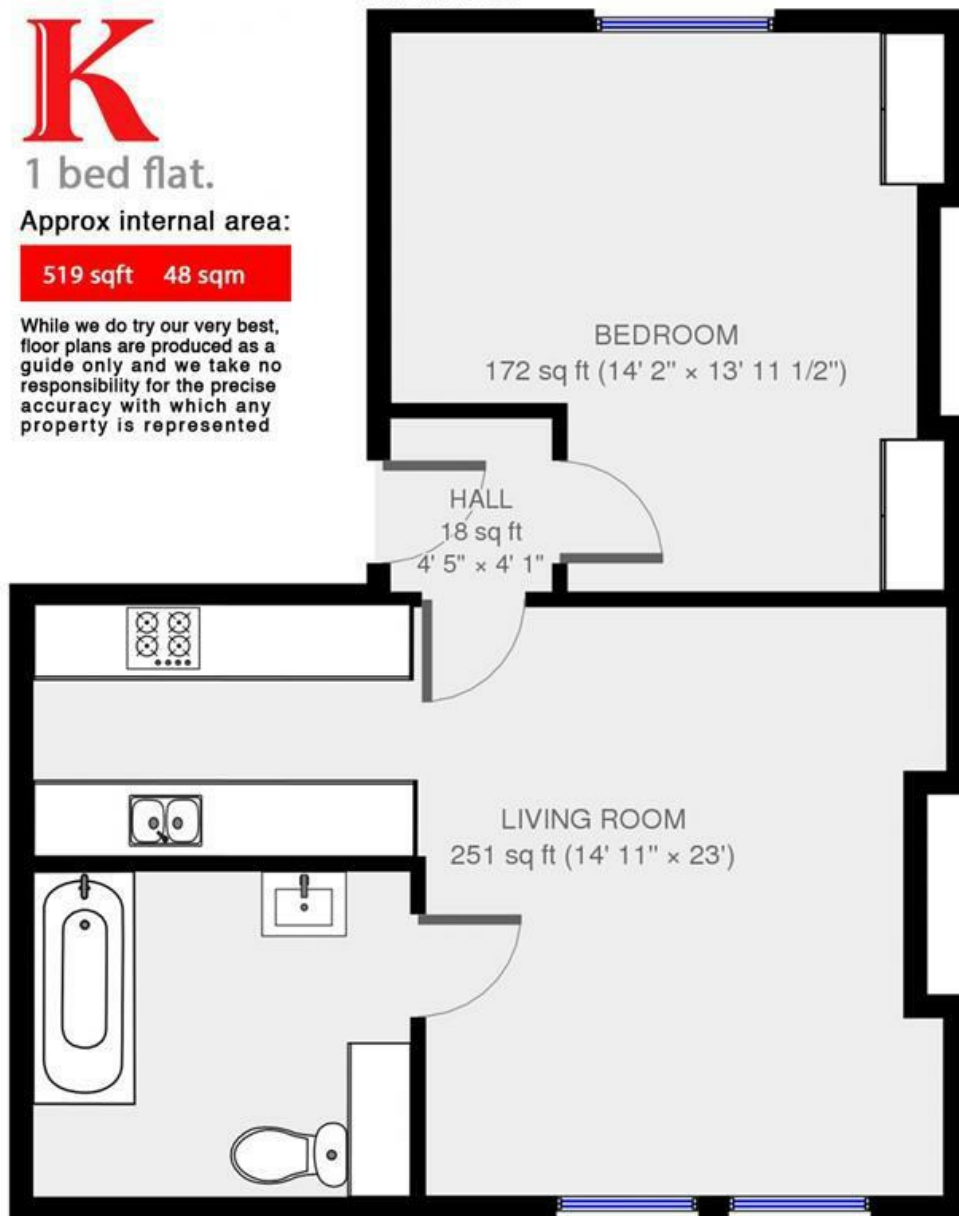 K
1 bed flat.
Approx internal area:
519 sqft 48 sqm
While we do try our very best,
floor plans are produced as a
guide only and we take no
responsibility for the precise
accuracy with which any
property is represented
BEDROOM
172 sq ft (14' 2" × 13' 11 1/2")
HALL
18 sq ft
4' 5" × 4' 1"
LIVING ROOM
251 sq ft (14' 11" × 23')